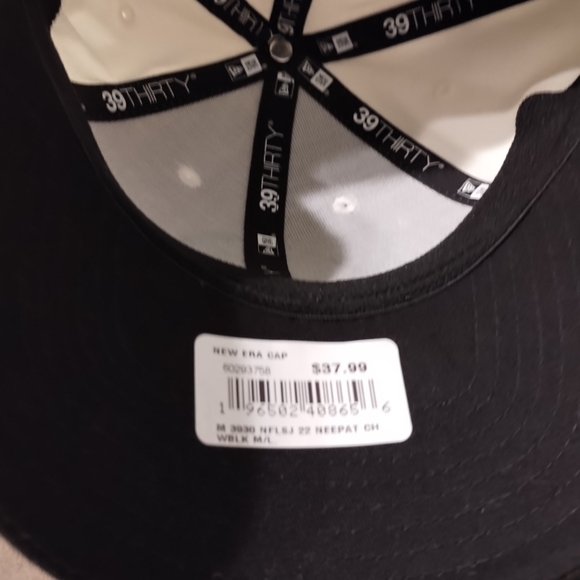 39THIRTY
39THIRTY
39THIRTY
39THIRTY
NEW ERA CAP
60293758 $37.99
1 96502 40865 6
M 3930 NFLSJ 22 NEEPAT CH
WBLK M/L